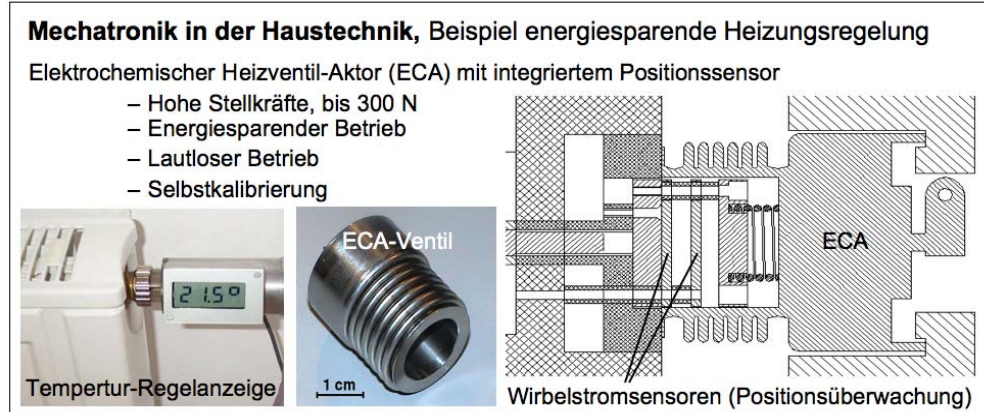 Mechatronik in der Haustechnik, Beispiel energiesparende Heizungsregelung
Elektrochemischer Heizventil-Aktor (ECA) mit integriertem Positionssensor
– Hohe Stellkräfte, bis 300 N
– Energiesparender Betrieb
– Lautloser Betrieb
– Selbstkalibrierung
21.5°
Tempertur-Regelanzeige
ECA-Ventil
1 cm
ECA
Wirbelstromsensoren (Positionsüberwachung)